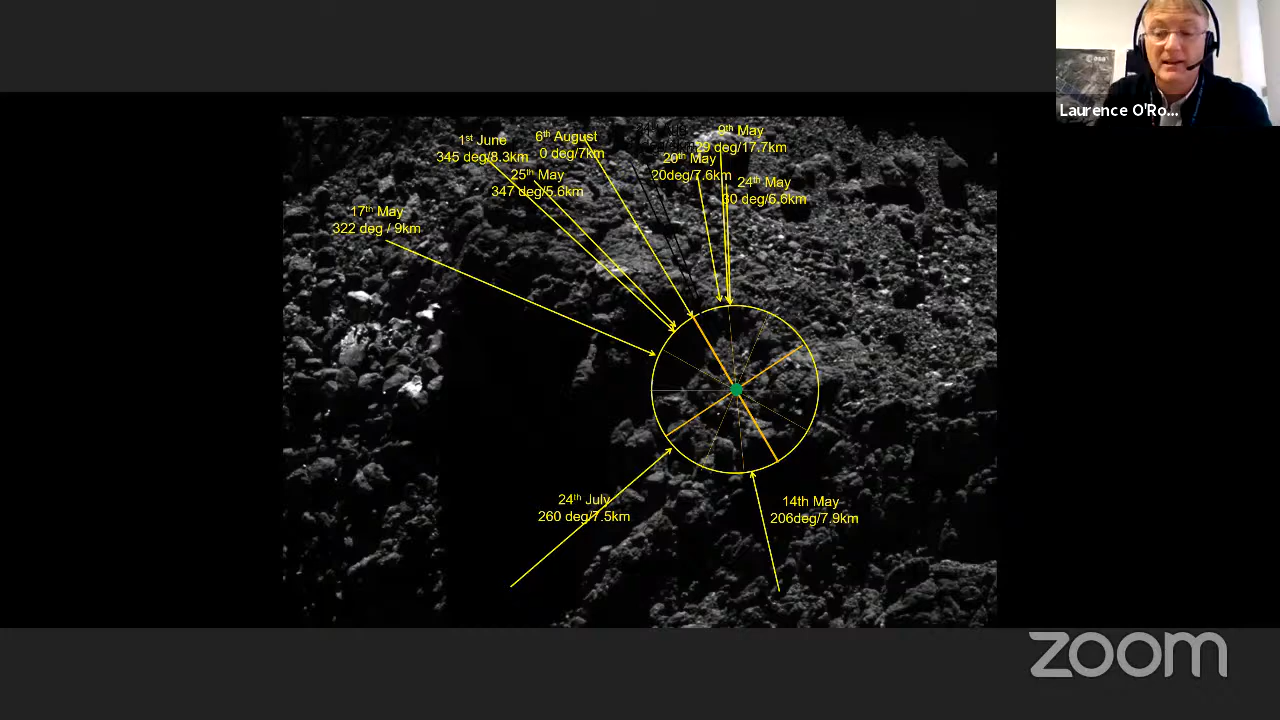 esa
Laurence O'Ro...
1st June
345 deg/8.3km
6th August
0 deg/7km
9th May
29 deg/17.7km
20th May
20deg/7.6km
25th May
347 deg/5.6km
24th May
30 deg/6.6km
17th May
322 deg / 9km
24th July
260 deg/7.5km
14th May
206deg/7.9km
zoom